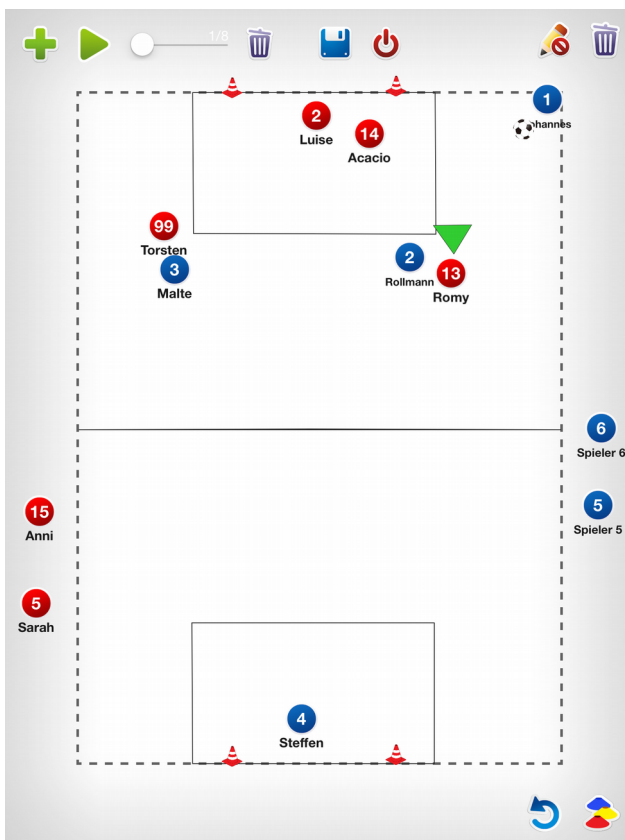 1/8
1
hannes
2
Luise
14
Acacio
99
Torsten
3
Malte
2
Rollmann
13
Romy
6
Spieler 6
15
Anni
5
Spieler 5
5
Sarah
4
Steffen